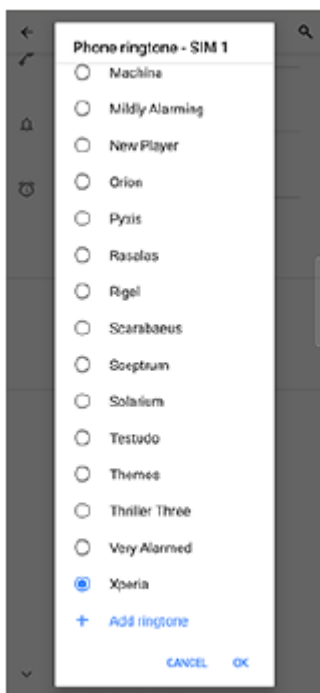 Phone ringtone - SIM 1
Machina
Mildly Alarming
New Player
Orion
Pyxis
Rasalas
Rigel
Scarabaeus
Sceptrum
Solarium
Testudo
Themos
Thriller Three
Very Alarmed
Xperia
+ Add ringtone
CANCEL OK